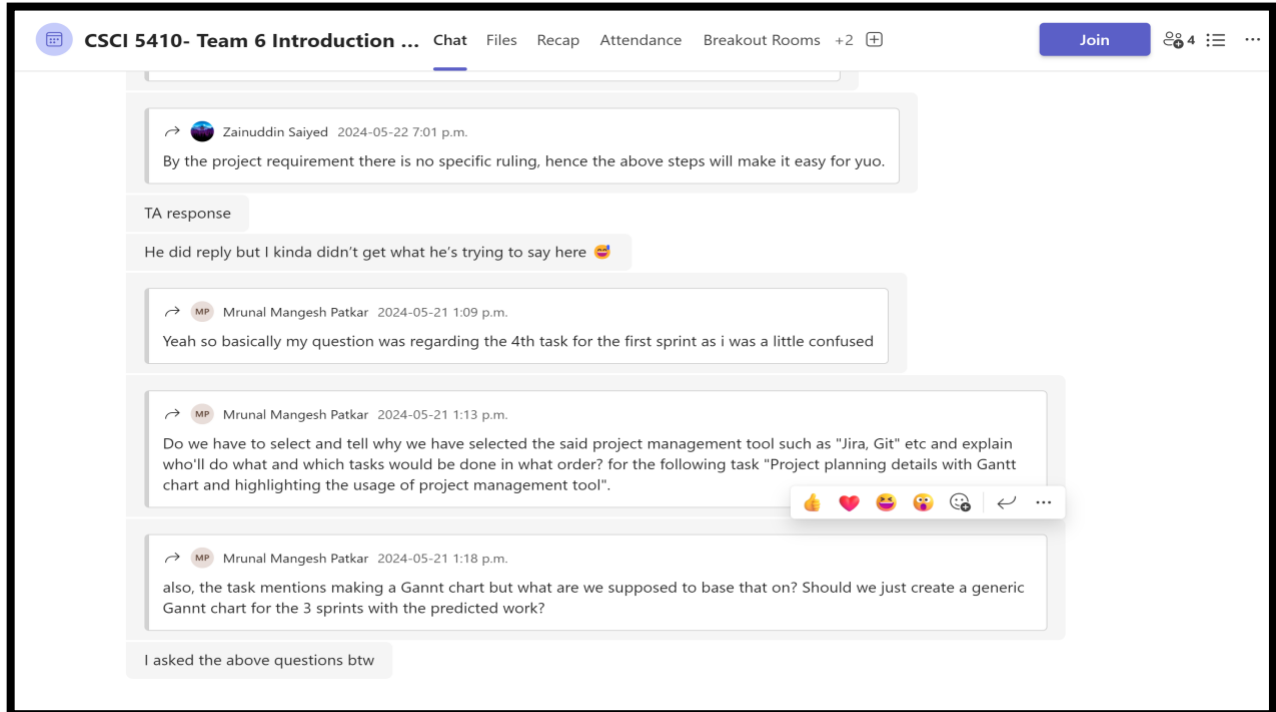 CSCI 5410- Team 6 Introduction ... Chat Files Recap Attendance Breakout Rooms +2 Join 4 ...
Zainuddin Saiyed 2024-05-22 7:01 p.m.
By the project requirement there is no specific ruling, hence the above steps will make it easy for yuo.
TA response
He did reply but I kinda didn't get what he's trying to say here 😅
MP Mrunal Mangesh Patkar 2024-05-21 1:09 p.m.
Yeah so basically my question was regarding the 4th task for the first sprint as i was a little confused
MP Mrunal Mangesh Patkar 2024-05-21 1:13 p.m.
Do we have to select and tell why we have selected the said project management tool such as "Jira, Git" etc and explain
who'll do what and which tasks would be done in what order? for the following task "Project planning details with Gantt
chart and highlighting the usage of project management tool".
MP Mrunal Mangesh Patkar 2024-05-21 1:18 p.m.
also, the task mentions making a Gannt chart but what are we supposed to base that on? Should we just create a generic
Gannt chart for the 3 sprints with the predicted work?
I asked the above questions btw